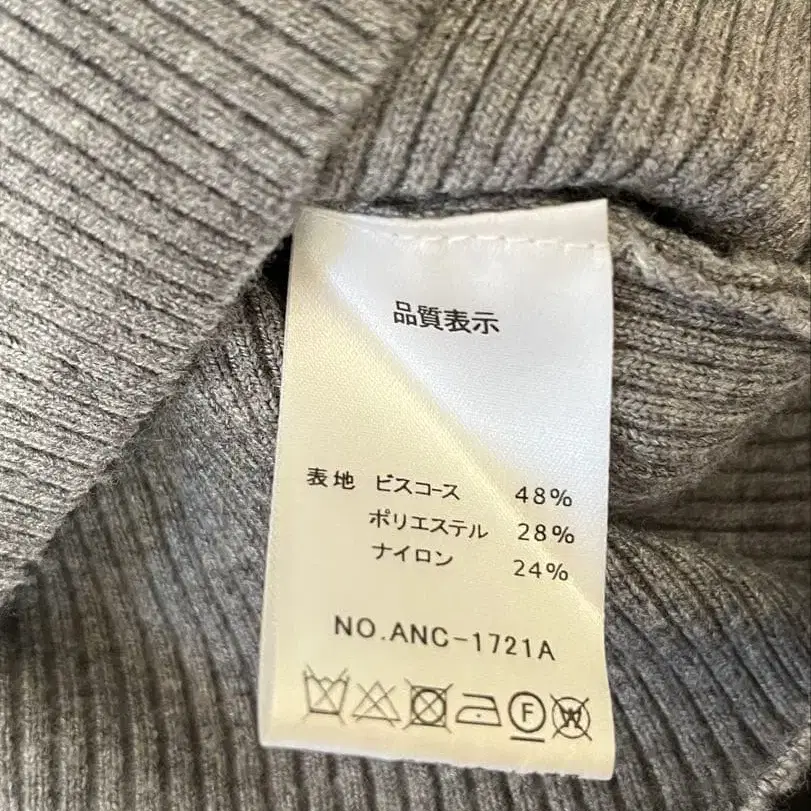 品質表示
表地 ビスコース 48%
ポリエステル 28%
ナイロン 24%
NO.ANC-1721A
F W